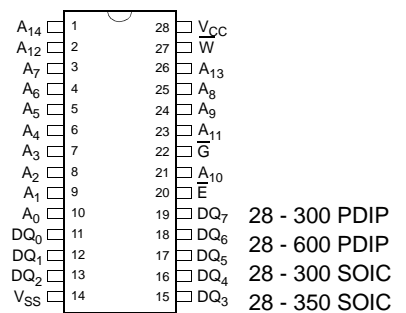 A14 1 28 VCC
A12 2 27 W̅
A7 3 26 A13
A6 4 25 A8
A5 5 24 A9
A4 6 23 A11
A3 7 22 G̅
A2 8 21 A10
A1 9 20 E̅
A0 10 19 DQ7 28 - 300 PDIP
DQ0 11 18 DQ6 28 - 600 PDIP
DQ1 12 17 DQ5
DQ2 13 16 DQ4 28 - 300 SOIC
VSS 14 15 DQ3 28 - 350 SOIC